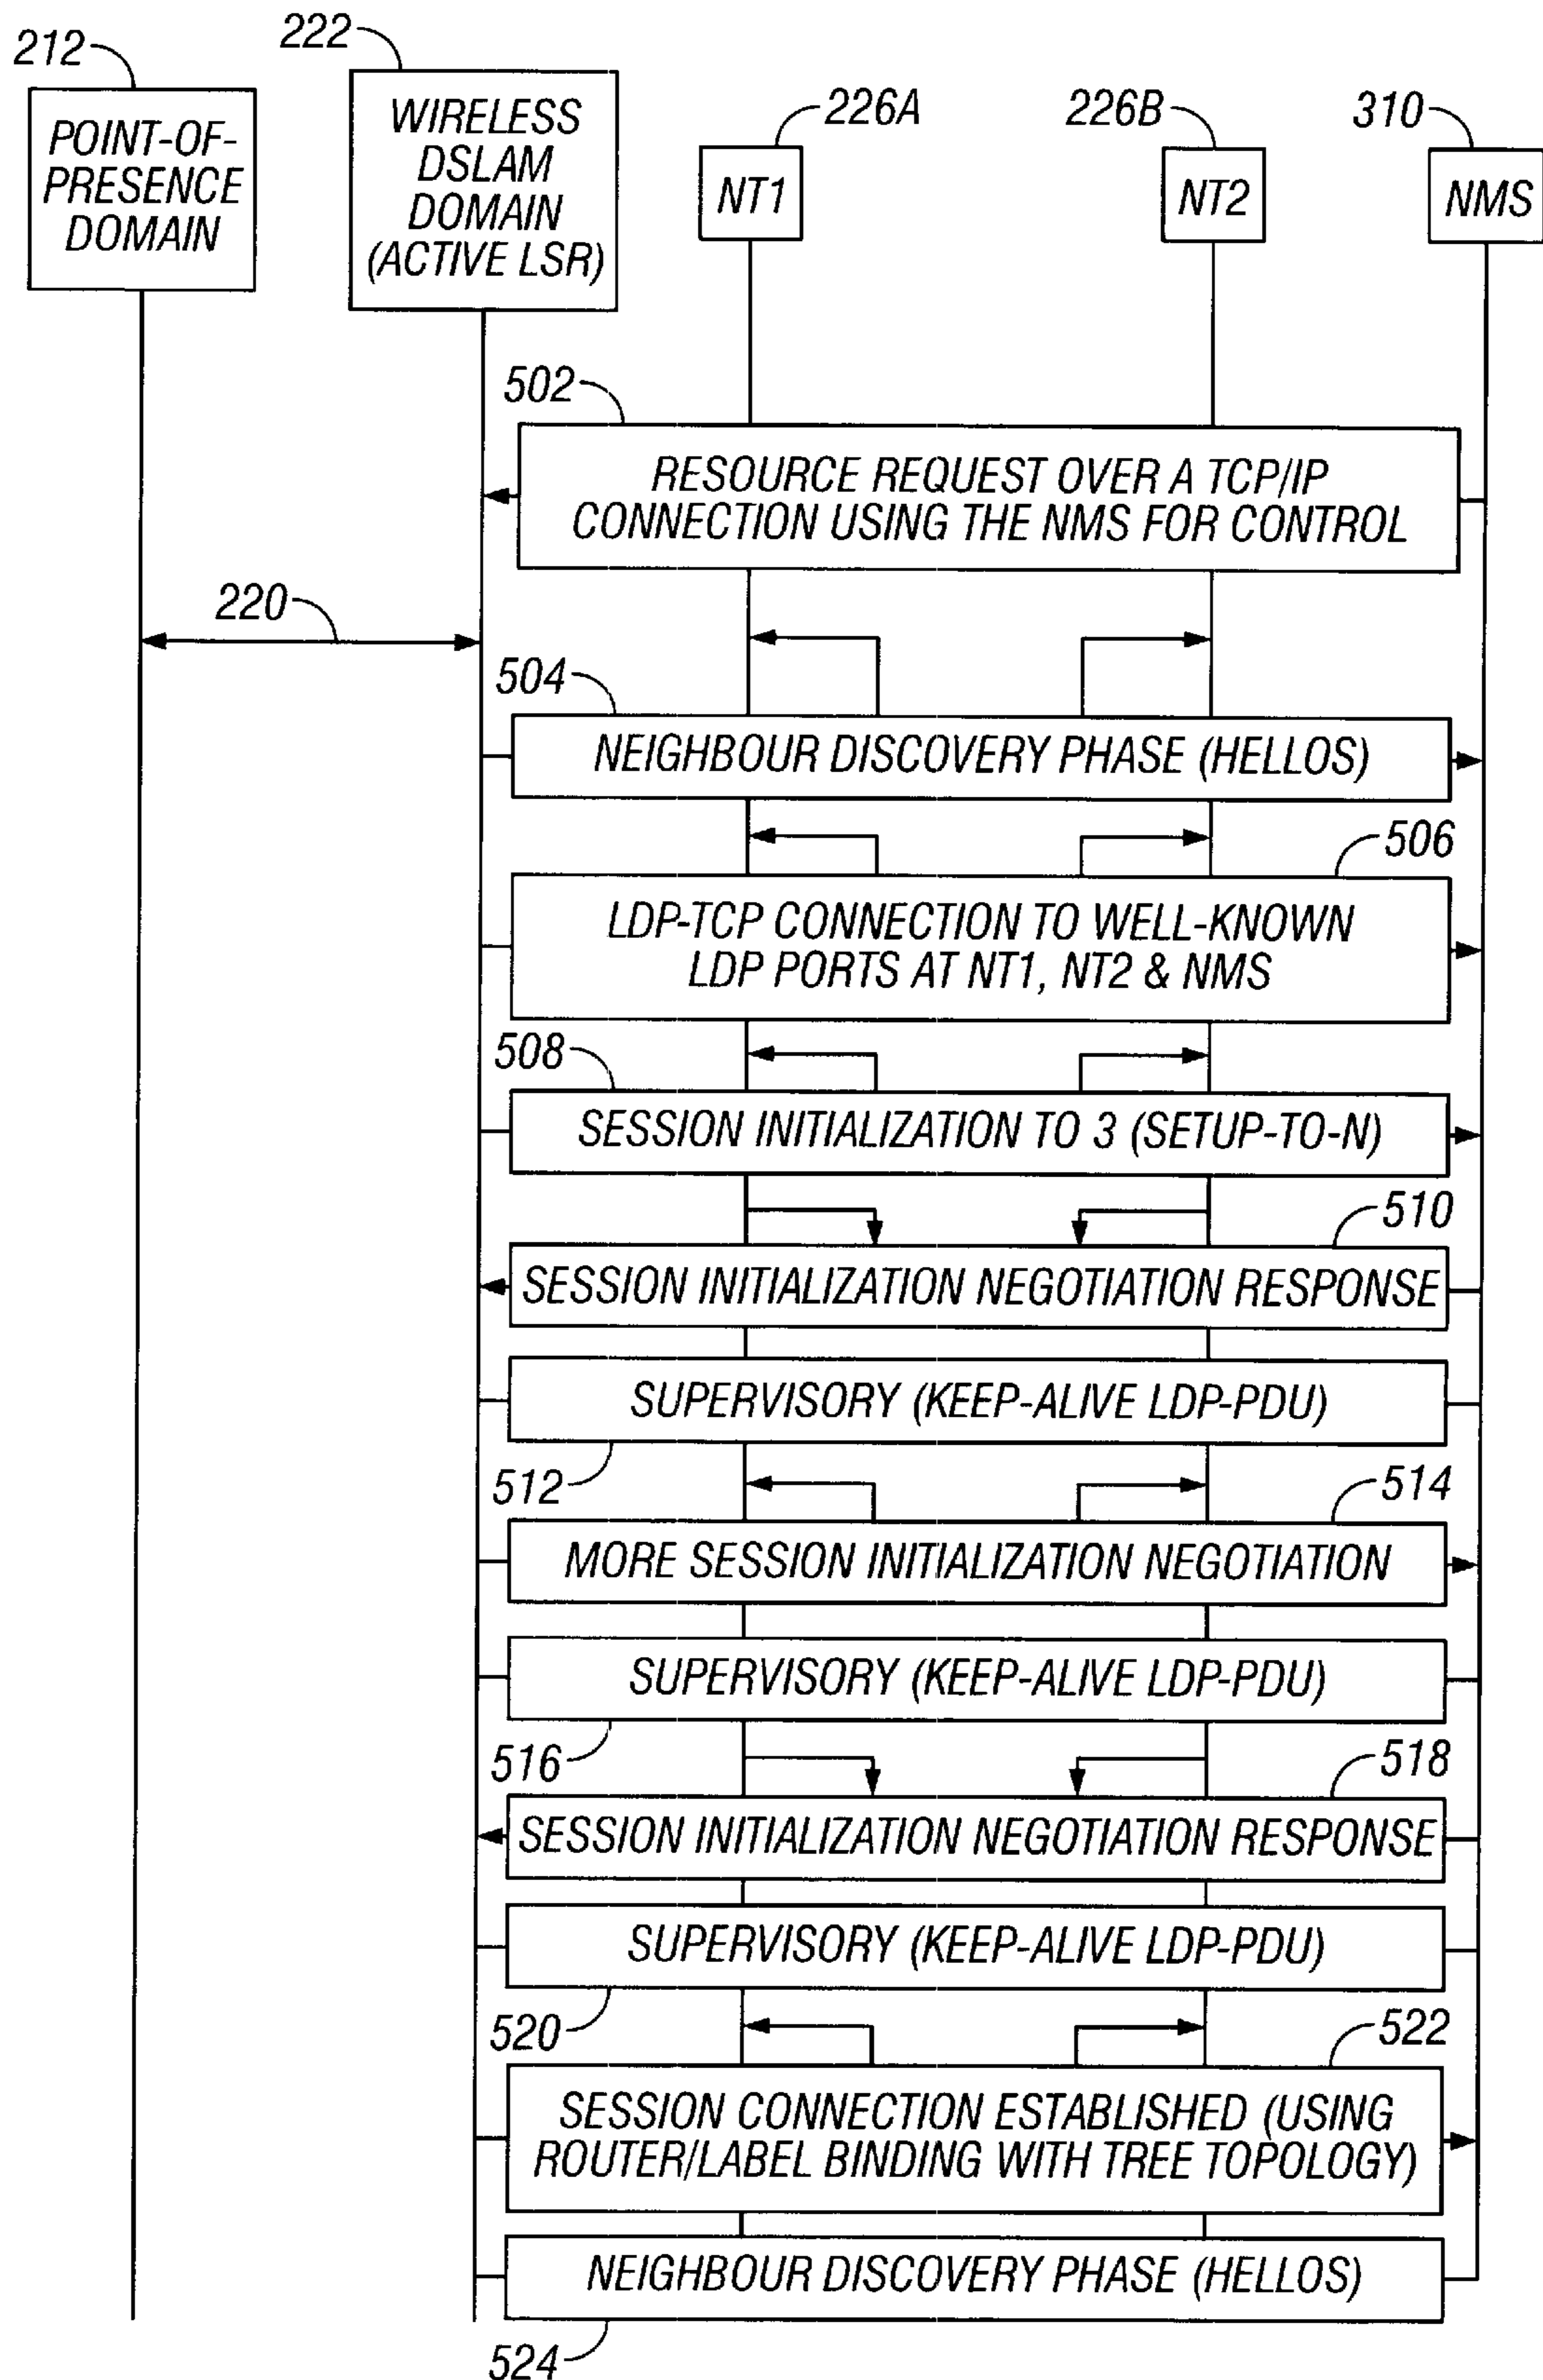 212
222
POINT-OF-
PRESENCE
DOMAIN
WIRELESS
DSLAM
DOMAIN
(ACTIVE LSR)
226A
NT1
226B
NT2
310
NMS
502
RESOURCE REQUEST OVER A TCP/IP
CONNECTION USING THE NMS FOR CONTROL
220
504
NEIGHBOUR DISCOVERY PHASE (HELLOS)
506
LDP-TCP CONNECTION TO WELL-KNOWN
LDP PORTS AT NT1, NT2 & NMS
508
SESSION INITIALIZATION TO 3 (SETUP-TO-N)
510
SESSION INITIALIZATION NEGOTIATION RESPONSE
SUPERVISORY (KEEP-ALIVE LDP-PDU)
512
514
MORE SESSION INITIALIZATION NEGOTIATION
SUPERVISORY (KEEP-ALIVE LDP-PDU)
516
518
SESSION INITIALIZATION NEGOTIATION RESPONSE
SUPERVISORY (KEEP-ALIVE LDP-PDU)
520
522
SESSION CONNECTION ESTABLISHED (USING
ROUTER/LABEL BINDING WITH TREE TOPOLOGY)
NEIGHBOUR DISCOVERY PHASE (HELLOS)
524